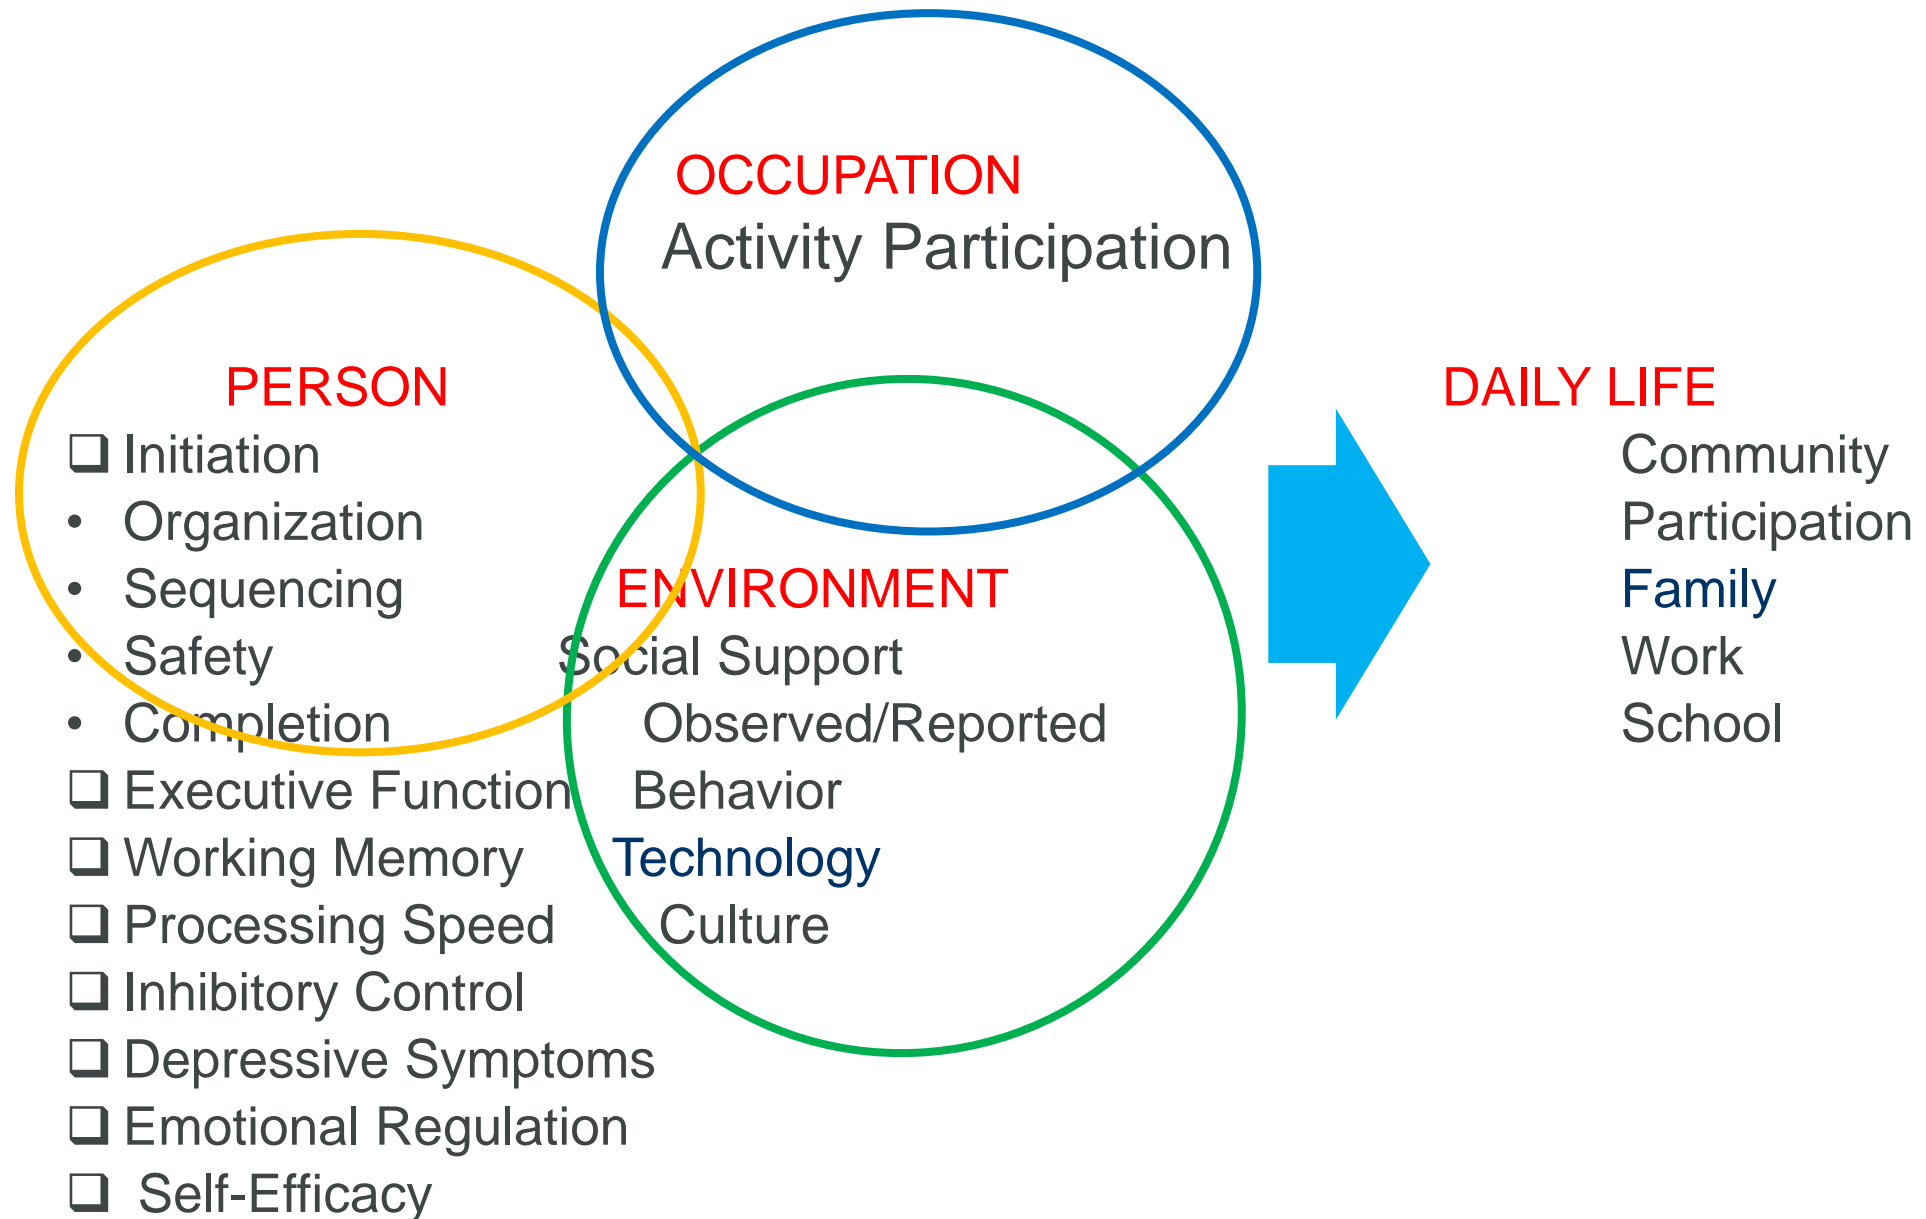 OCCUPATION
Activity Participation
PERSON
❑ Initiation
• Organization
• Sequencing
• Safety
• Completion
❑ Executive Function
❑ Working Memory
❑ Processing Speed
❑ Inhibitory Control
❑ Depressive Symptoms
❑ Emotional Regulation
❑ Self-Efficacy
ENVIRONMENT
Social Support
Observed/Reported
Behavior
Technology
Culture
DAILY LIFE
Community
Participation
Family
Work
School